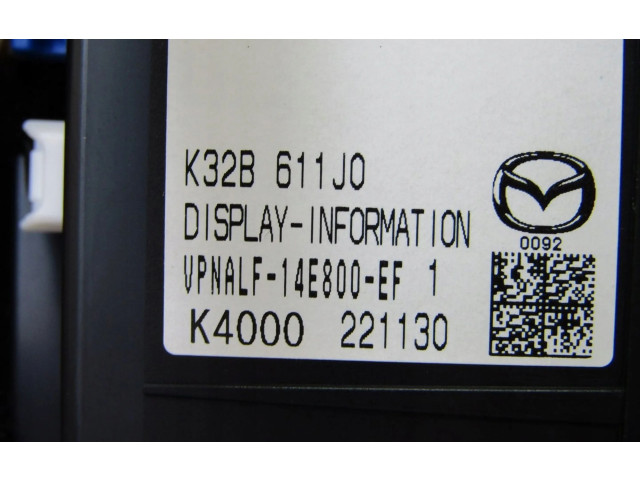 K32B 611J0
DISPLAY-INFORMATION
0092
VPNALF-14E800-EF 1
K4000 221130